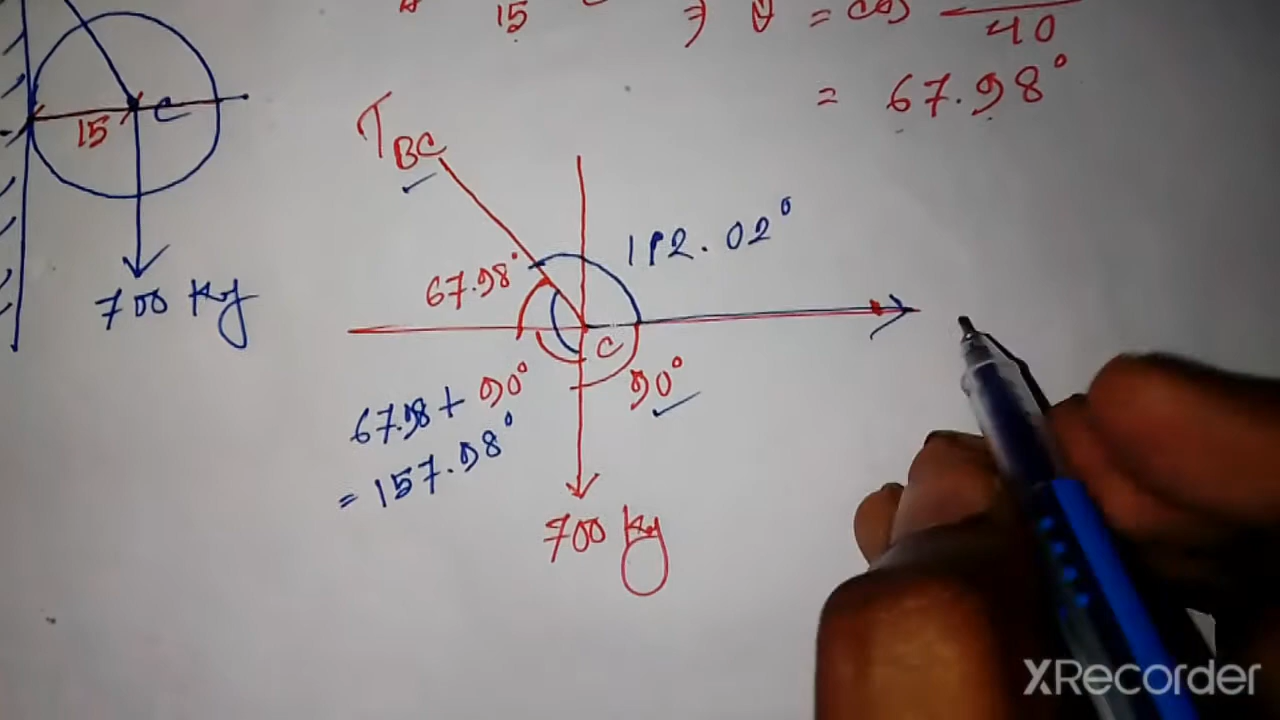 15
⇒ θ = cos
40
= 67.98°
15 C
700 Kg
T BC
67.98°
112.02°
C
67.98 + 90°
= 157.98°
90°
700 Kg
XRecorder